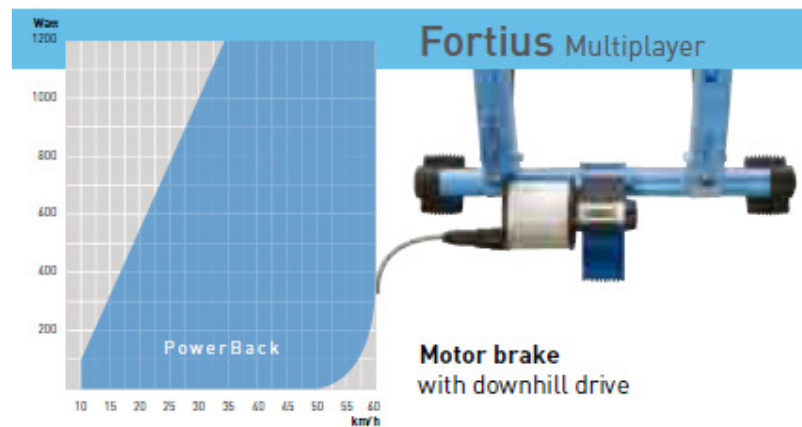 Watt
1200
Fortius Multiplayer
1000
800
600
400
200
PowerBack
10 15 20 25 30 35 40 45 50 55 60
km/h
Motor brake
with downhill drive